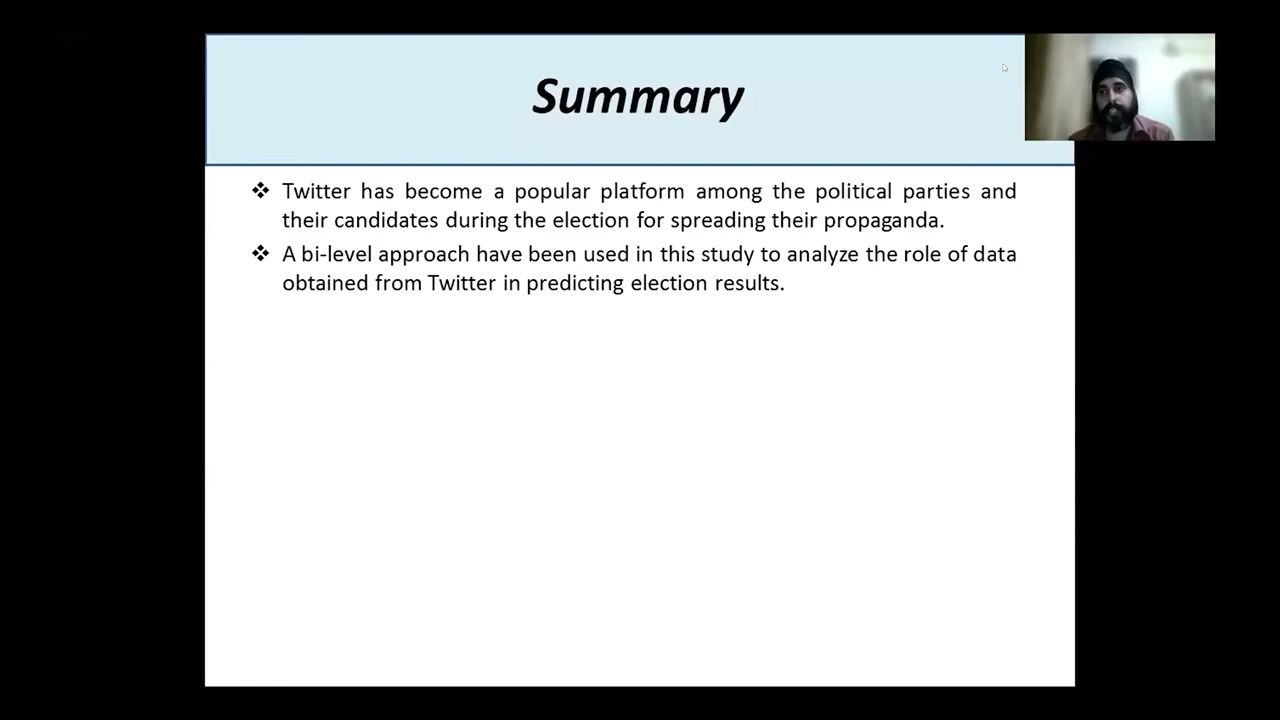 Summary
❖ Twitter has become a popular platform among the political parties and
their candidates during the election for spreading their propaganda.
❖ A bi-level approach have been used in this study to analyze the role of data
obtained from Twitter in predicting election results.